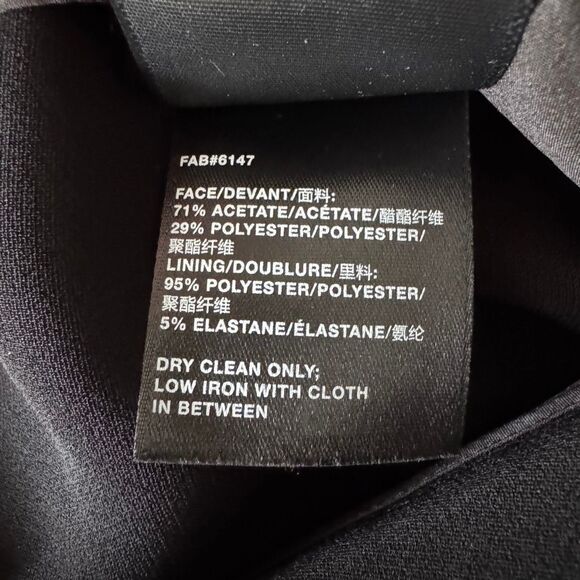 FAB#6147
FACE/DEVANT/面料:
71% ACETATE/ACÉTATE/醋酯纤维
29% POLYESTER/POLYESTER/
聚酯纤维
LINING/DOUBLURE/里料:
95% POLYESTER/POLYESTER/
聚酯纤维
5% ELASTANE/ÉLASTANE/氨纶
DRY CLEAN ONLY;
LOW IRON WITH CLOTH
IN BETWEEN